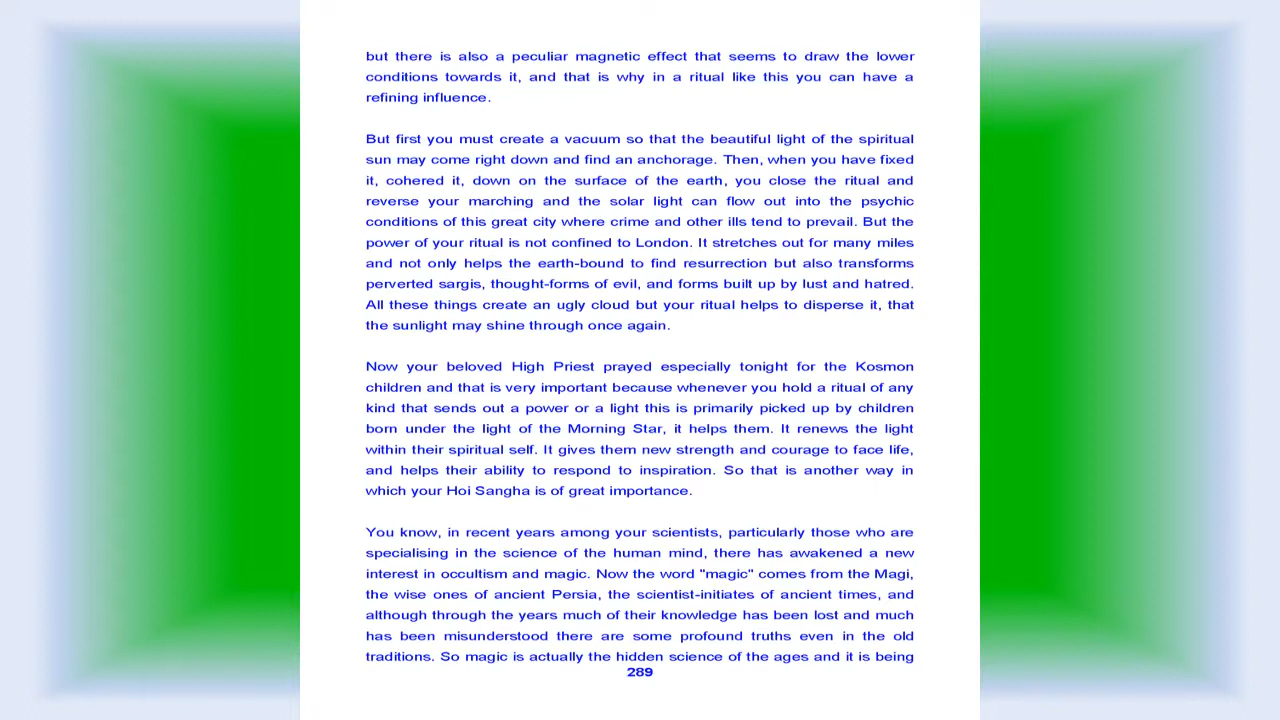 but there is also a peculiar magnetic effect that seems to draw the lower
conditions towards it, and that is why in a ritual like this you can have a
refining influence.
But first you must create a vacuum so that the beautiful light of the spiritual
sun may come right down and find an anchorage. Then, when you have fixed
it, cohered it, down on the surface of the earth, you close the ritual and
reverse your marching and the solar light can flow out into the psychic
conditions of this great city where crime and other ills tend to prevail. But the
power of your ritual is not confined to London. It stretches out for many miles
and not only helps the earth-bound to find resurrection but also transforms
perverted sargis, thought-forms of evil, and forms built up by lust and hatred.
All these things create an ugly cloud but your ritual helps to disperse it, that
the sunlight may shine through once again.
Now your beloved High Priest prayed especially tonight for the Kosmon
children and that is very important because whenever you hold a ritual of any
kind that sends out a power or a light this is primarily picked up by children
born under the light of the Morning Star, it helps them. It renews the light
within their spiritual self. It gives them new strength and courage to face life,
and helps their ability to respond to inspiration. So that is another way in
which your Hoi Sangha is of great importance.
You know, in recent years among your scientists, particularly those who are
specialising in the science of the human mind, there has awakened a new
interest in occultism and magic. Now the word "magic" comes from the Magi,
the wise ones of ancient Persia, the scientist-initiates of ancient times, and
although through the years much of their knowledge has been lost and much
has been misunderstood there are some profound truths even in the old
traditions. So magic is actually the hidden science of the ages and it is being
289